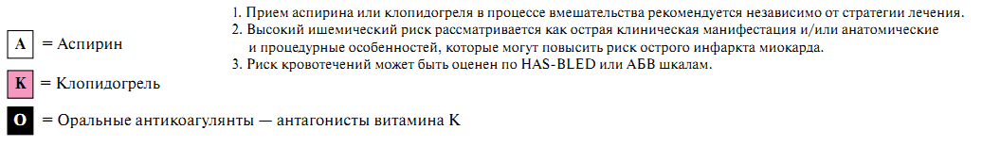 1. Прием аспирина или клопидогреля в процессе вмешательства рекомендуется независимо от стратегии лечения.
2. Высокий ишемический риск рассматривается как острая клиническая манифестация и/или анатомические
и процедурные особенностей, которые могут повысить риск острого инфаркта миокарда.
3. Риск кровотечений может быть оценен по HAS-BLED или АБВ шкалам.
А = Аспирин
К = Клопидогрель
О = Оральные антикоагулянты — антагонисты витамина К